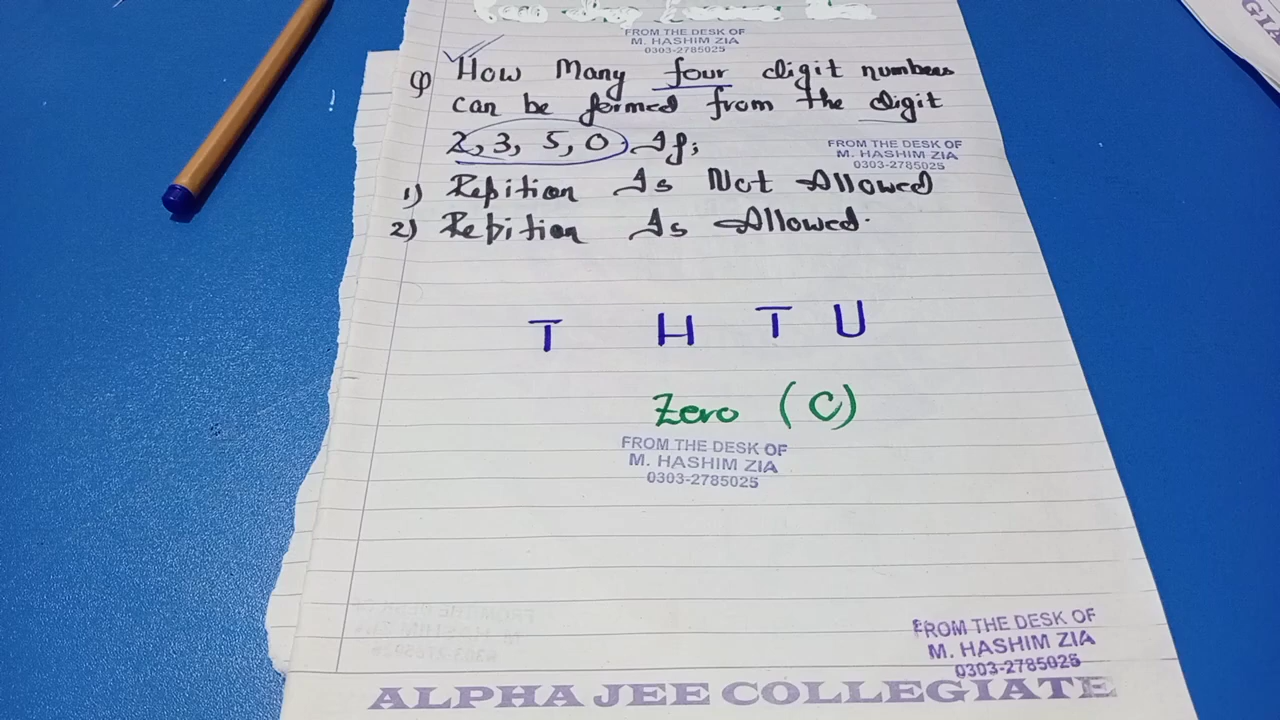 FROM THE DESK OF
M. HASHIM ZIA
0303-2785025
Q How Many four digit numbers
can be formed from the digit
2, 3, 5, 0 If;
FROM THE DESK OF
M. HASHIM ZIA
0303-2785025
1) Repition Is Not Allowed
2) Repition Is Allowed.
T H T U
Zero (C)
FROM THE DESK OF
M. HASHIM ZIA
0303-2785025
FROM THE DESK OF
M. HASHIM ZIA
0303-2785025
ALPHA JEE COLLEGIATE